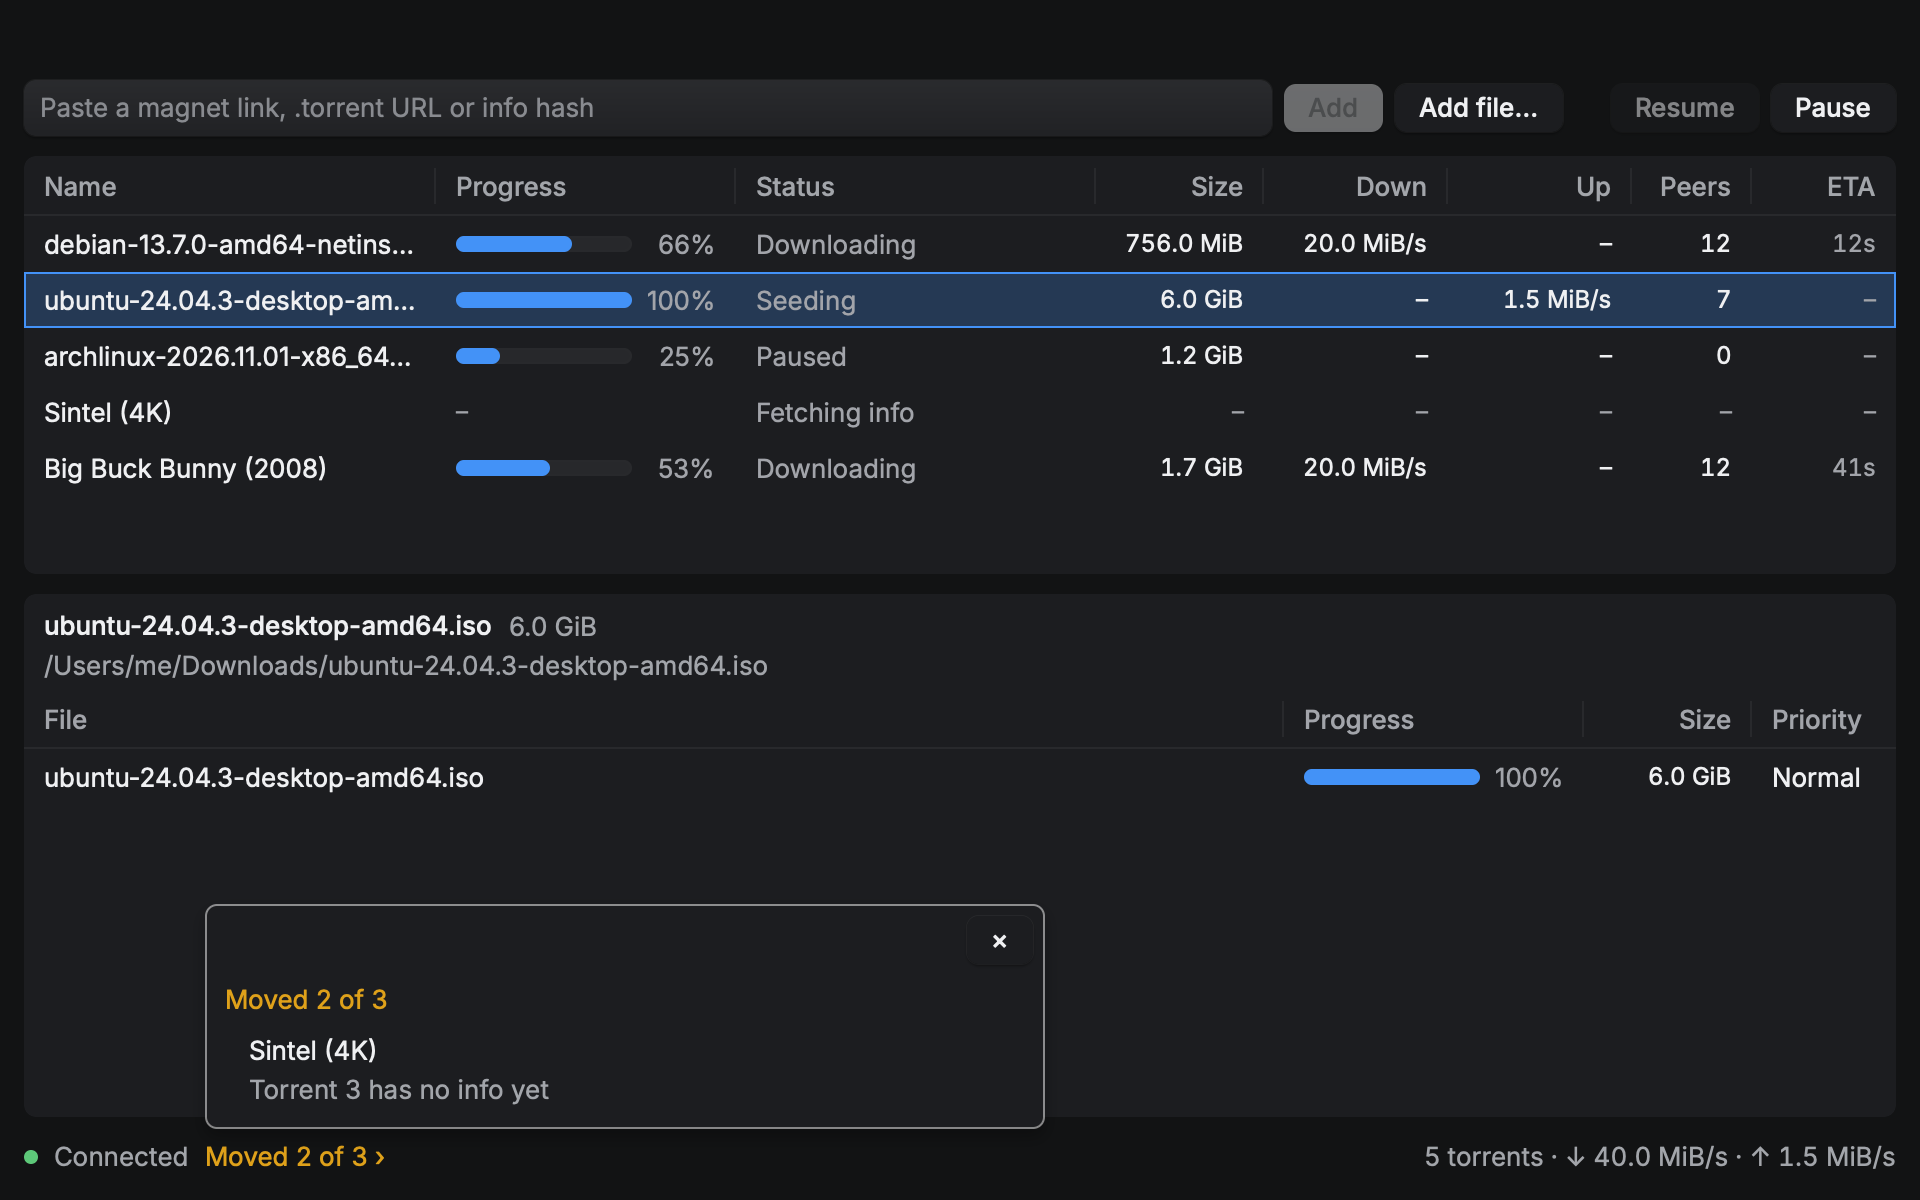 Paste a magnet link, .torrent URL or info hash Add Add file... Resume Pause
Name Progress Status Size Down Up Peers ETA
debian-13.7.0-amd64-netins... 66% Downloading 756.0 MiB 20.0 MiB/s – 12 12s
ubuntu-24.04.3-desktop-am... 100% Seeding 6.0 GiB – 1.5 MiB/s 7 –
archlinux-2026.11.01-x86_64... 25% Paused 1.2 GiB – – 0 –
Sintel (4K) – Fetching info – – – – –
Big Buck Bunny (2008) 53% Downloading 1.7 GiB 20.0 MiB/s – 12 41s
ubuntu-24.04.3-desktop-amd64.iso 6.0 GiB
/Users/me/Downloads/ubuntu-24.04.3-desktop-amd64.iso
File Progress Size Priority
ubuntu-24.04.3-desktop-amd64.iso 100% 6.0 GiB Normal
×
Moved 2 of 3
Sintel (4K)
Torrent 3 has no info yet
Connected Moved 2 of 3 › 5 torrents · ↓ 40.0 MiB/s · ↑ 1.5 MiB/s